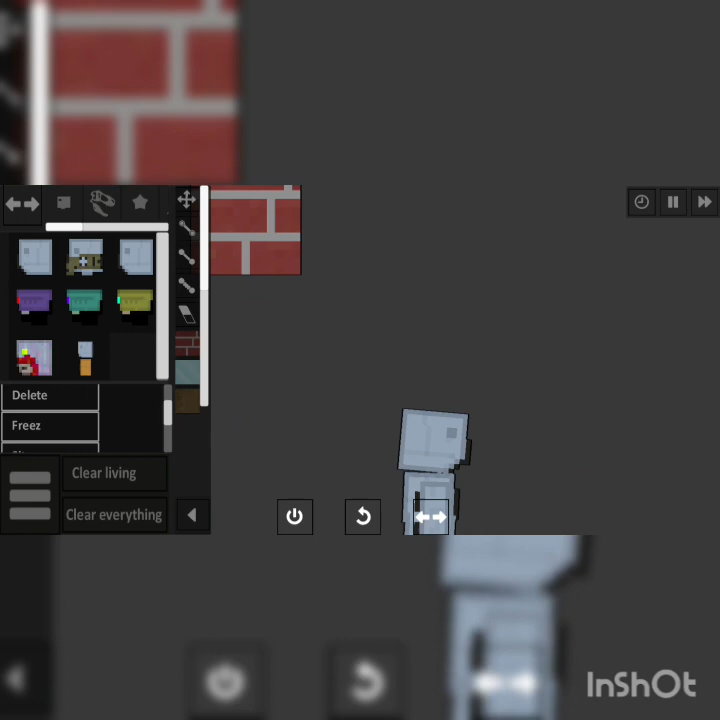 Delete
Freez
Clear living
Clear everything
InShOt